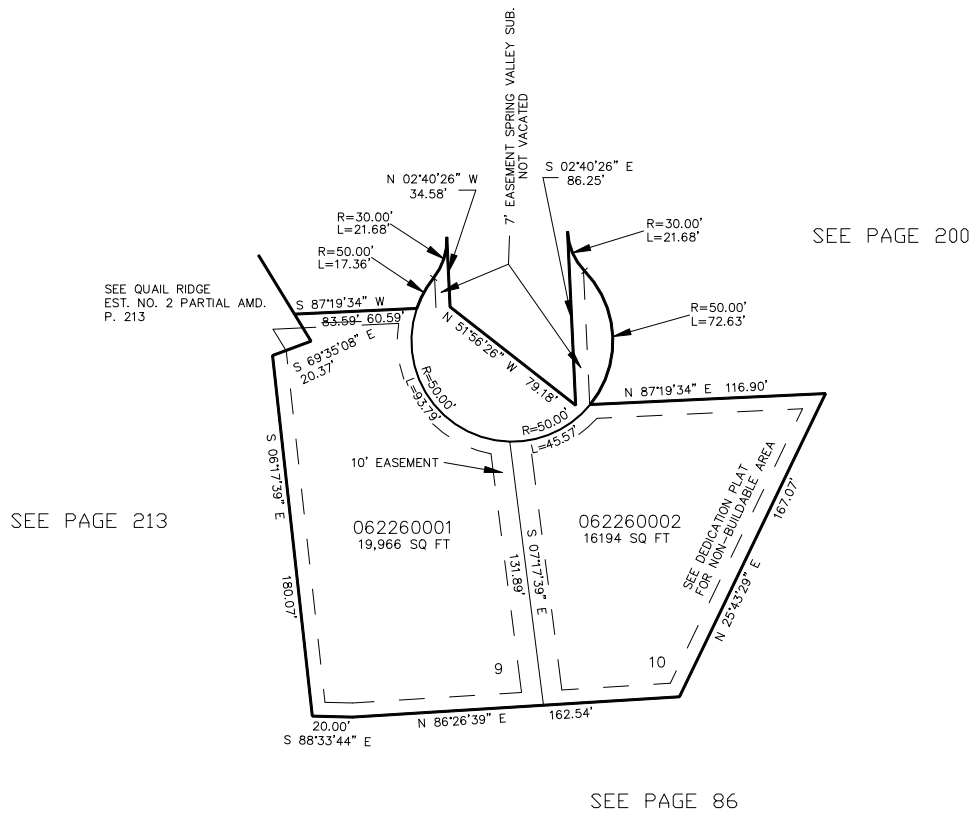 7' EASEMENT SPRING VALLEY SUB.
NOT VACATED
N 02°40'26" W
34.58'
S 02°40'26" E
86.25'
R=30.00'
L=21.68'
R=50.00'
L=17.36'
R=30.00'
L=21.68'
SEE PAGE 200
SEE QUAIL RIDGE
EST. NO. 2 PARTIAL AMD.
P. 213
S 87°19'34" W
83.59' 60.59'
S 69°35'08" E
20.37'
N 51°56'26" W
79.18'
R=50.00'
L=72.63'
R=50.00'
L=93.79'
R=50.00'
L=45.57'
N 87°19'34" E 116.90'
10' EASEMENT
S 06°17'39" E
180.07'
SEE PAGE 213
062260001
19,966 SQ FT
S 07°17'39" E
131.89'
062260002
16194 SQ FT
SEE DEDICATION PLAT
FOR NON-BUILDABLE AREA
167.07'
N 25°43'29" E
9
10
20.00'
S 88°33'44" E
N 86°26'39" E
162.54'
SEE PAGE 86